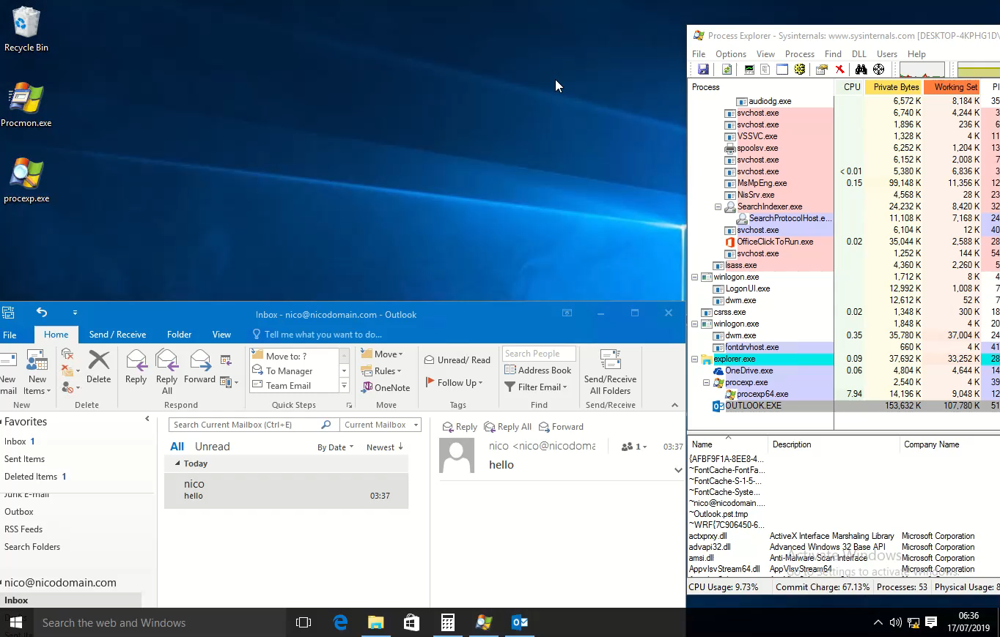 Recycle Bin
Procmon.exe
procexp.exe
Process Explorer - Sysinternals: www.sysinternals.com [DESKTOP-4KPHG1D\
File Options View Process Find DLL Users Help
Process CPU Private Bytes Working Set PI
audiodg.exe 6,572 K 8,184 K 35
svchost.exe 6,740 K 4,244 K 3
svchost.exe 1,896 K 236 K 6
VSSVC.exe 1,328 K 4 K 11
spoolsv.exe 6,252 K 1,204 K 13
svchost.exe 6,152 K 2,008 K 7
svchost.exe < 0.01 5,380 K 6,836 K 3
MsMpEng.exe 0.15 99,148 K 11,356 K 12
NisSrv.exe 4,568 K 28 K 23
SearchIndexer.exe 24,232 K 8,420 K 32
SearchProtocolHost.e... 11,108 K 7,168 K 24
svchost.exe 6,104 K 12 K 40
OfficeClickToRun.exe 0.02 35,044 K 2,588 K 28
svchost.exe 1,252 K 144 K 54
lsass.exe 4,360 K 2,260 K 5
winlogon.exe 1,712 K 8 K 4
LogonUI.exe 12,992 K 1,008 K 7
dwm.exe 12,612 K 52 K 7
csrss.exe 0.02 1,348 K 300 K 18
winlogon.exe 1,848 K 4 K 20
dwm.exe 0.35 35,780 K 37,004 K 24
fontdrvhost.exe 660 K 4 K 41
explorer.exe 0.09 37,692 K 33,252 K 28
OneDrive.exe 0.06 4,804 K 4,644 K 14
procexp.exe 2,540 K 4 K 39
procexp64.exe 7.94 14,196 K 9,048 K 12
OUTLOOK.EXE 153,632 K 107,780 K 51
Name Description Company Name
{AFBF9F1A-8EE8-4...
~FontCache-FontFa...
~FontCache-S-1-5-...
~FontCache-Syste...
~nico@nicodomain....
~Outlook.pst.tmp
~WRF{7C906450-6...
actxprxy.dll ActiveX Interface Marshaling Library Microsoft Corporation
advapi32.dll Advanced Windows 32 Base API Microsoft Corporation
amsi.dll Anti-Malware Scan Interface Microsoft Corporation
AppvIsvStream64.dll AppVIsvStream64 Microsoft Corporation
Activate Windows
Go to Settings to activate Windows.
CPU Usage: 9.73% Commit Charge: 67.13% Processes: 53 Physical Usage: 8
Inbox - nico@nicodomain.com - Outlook
File Home Send / Receive Folder View Tell me what you want to do...
New
mail
New
Items
Delete
Reply
Reply
All
Forward
Move to: ?
To Manager
Team Email
Move
Rules
OneNote
Unread/ Read
Follow Up
Search People
Address Book
Filter Email
Send/Receive
All Folders
New Delete Respond Quick Steps Move Tags Find Send/Receive
Favorites
Inbox 1
Sent Items
Deleted Items 1
Junk E-mail
Outbox
RSS Feeds
Search Folders
nico@nicodomain.com
Inbox
Search Current Mailbox (Ctrl+E) Current Mailbox
All Unread By Date Newest
Today
nico
hello 03:37
Reply Reply All Forward
nico <nico@nicodoma 1 03:37
hello
Search the web and Windows
06:36
17/07/2019